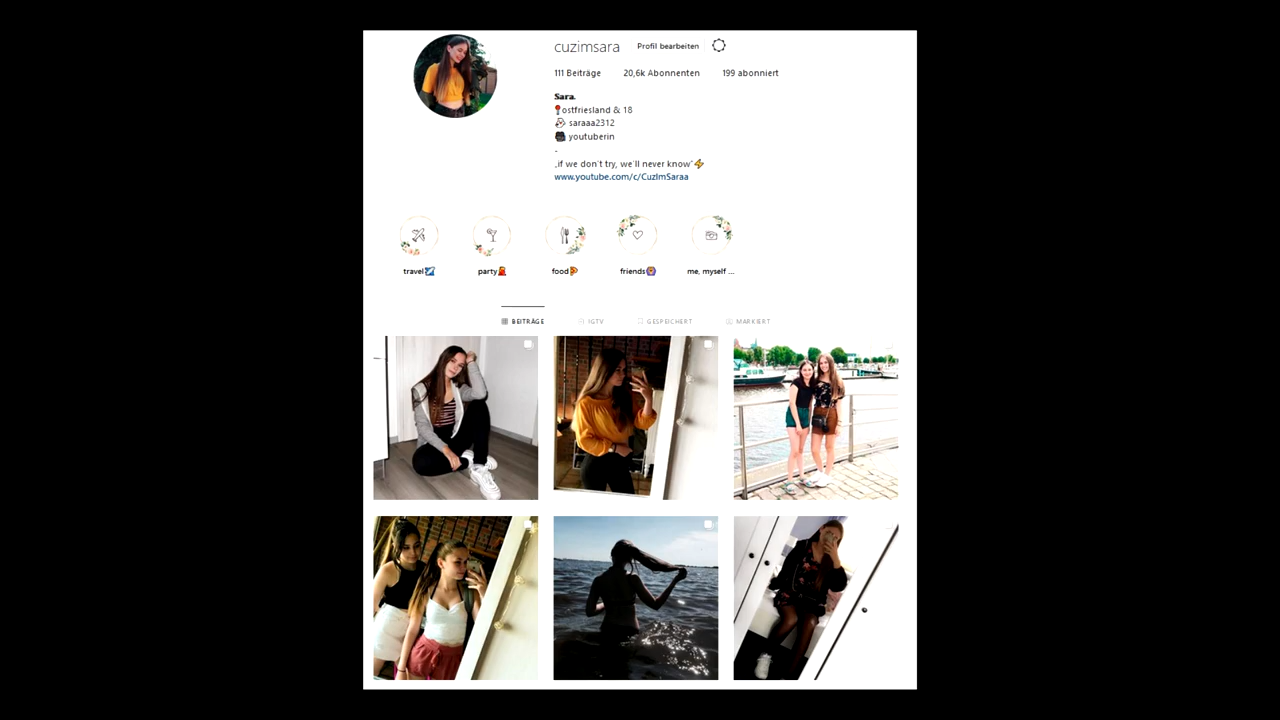 cuzimsara Profil bearbeiten
111 Beiträge 20,6k Abonnenten 199 abonniert
Sara.
📍ostfriesland & 18
👻 saraaa2312
🎥 youtuberin
-
„if we don't try, we'll never know“⚡
www.youtube.com/c/CuzImSaraa
travel party food friends me, myself ...
BEITRÄGE IGTV GESPEICHERT MARKIERT